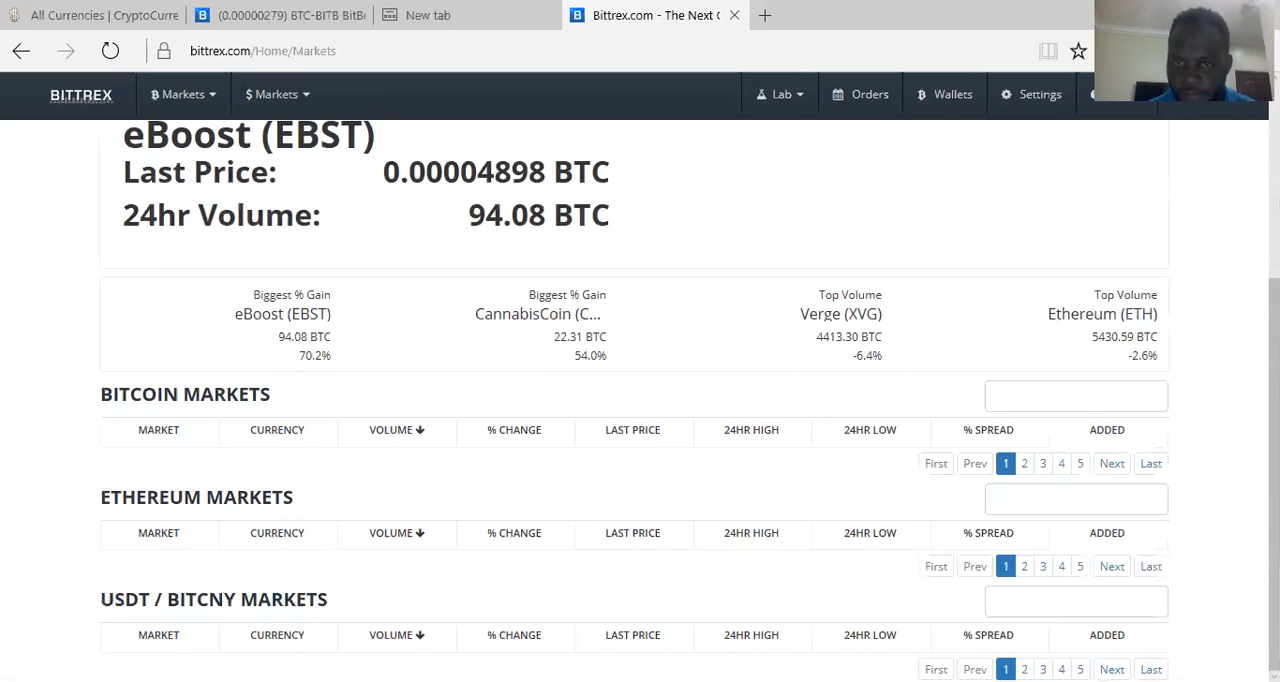 All Currencies | CryptoCurre
(0.00000279) BTC-BITB BitBe
New tab
Bittrex.com - The Next G
bittrex.com/Home/Markets
BITTREX
Markets
$ Markets
Lab
Orders
Wallets
Settings
eBoost (EBST)
Last Price: 0.00004898 BTC
24hr Volume: 94.08 BTC
Biggest % Gain
eBoost (EBST)
94.08 BTC
70.2%
Biggest % Gain
CannabisCoin (C...
22.31 BTC
54.0%
Top Volume
Verge (XVG)
4413.30 BTC
-6.4%
Top Volume
Ethereum (ETH)
5430.59 BTC
-2.6%
BITCOIN MARKETS
MARKET CURRENCY VOLUME % CHANGE LAST PRICE 24HR HIGH 24HR LOW % SPREAD ADDED
First Prev 1 2 3 4 5 Next Last
ETHEREUM MARKETS
MARKET CURRENCY VOLUME % CHANGE LAST PRICE 24HR HIGH 24HR LOW % SPREAD ADDED
First Prev 1 2 3 4 5 Next Last
USDT / BITCNY MARKETS
MARKET CURRENCY VOLUME % CHANGE LAST PRICE 24HR HIGH 24HR LOW % SPREAD ADDED
First Prev 1 2 3 4 5 Next Last